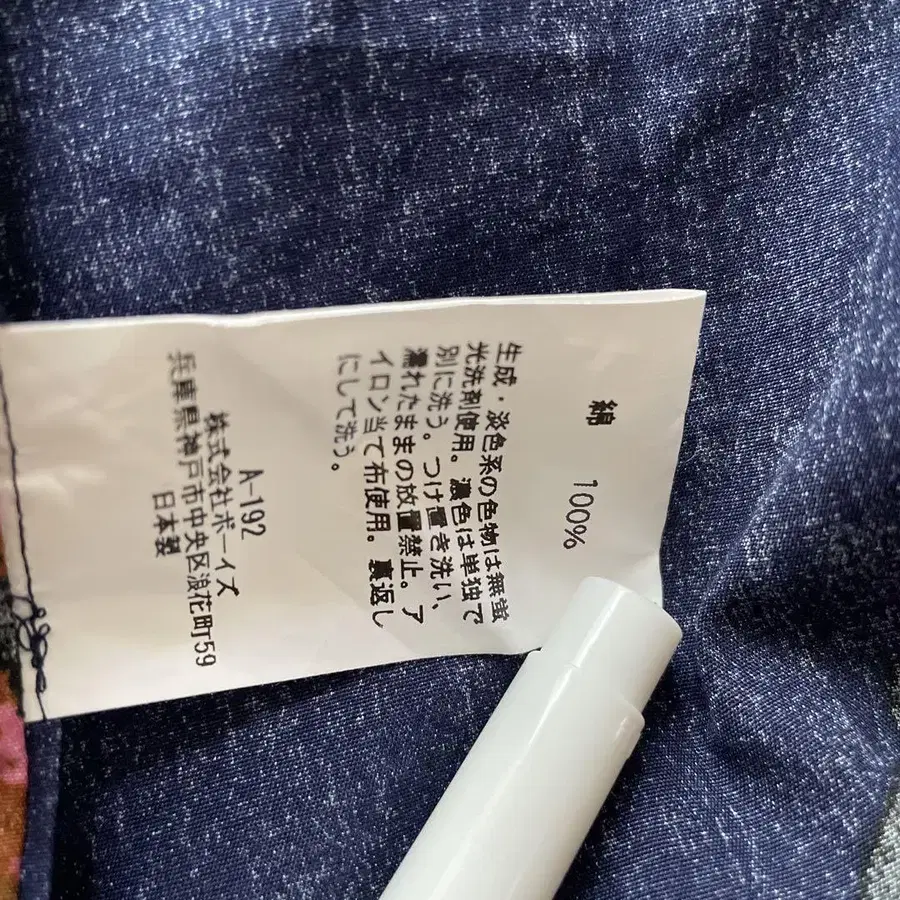 綿 100%
生成・淡色系の色物は無蛍
光洗剤使用。濃色は単独で
別に洗う。つけ置き洗い、
濡れたままの放置禁止。ア
イロン当て布使用。裏返し
にして洗う。
A-192
株式会社ボーイズ
兵庫県神戸市中央区浪花町59
日本製